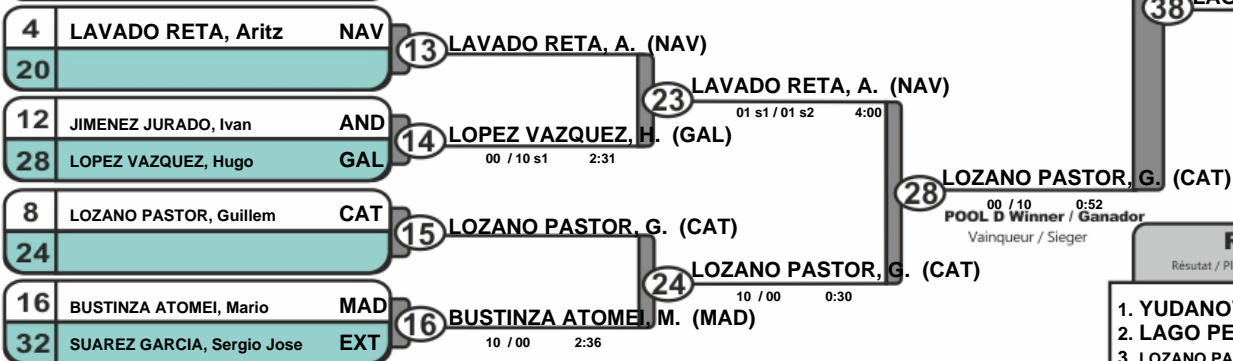 38
4 LAVADO RETA, Aritz NAV
20
13 LAVADO RETA, A. (NAV)
23 LAVADO RETA, A. (NAV)
01 s1 / 01 s2 4:00
12 JIMENEZ JURADO, Ivan AND
28 LOPEZ VAZQUEZ, Hugo GAL
14 LOPEZ VAZQUEZ, H. (GAL)
00 / 10 s1 2:31
28 LOZANO PASTOR, G. (CAT)
00 / 10 0:52
POOL D Winner / Ganador
Vainqueur / Sieger
8 LOZANO PASTOR, Guillem CAT
24
15 LOZANO PASTOR, G. (CAT)
24 LOZANO PASTOR, G. (CAT)
10 / 00 0:30
16 BUSTINZA ATOMEI, Mario MAD
32 SUAREZ GARCIA, Sergio Jose EXT
16 BUSTINZA ATOMEI, M. (MAD)
10 / 00 2:36
Résutat / Pl
1. YUDANO
2. LAGO PE
3. LOZANO PA